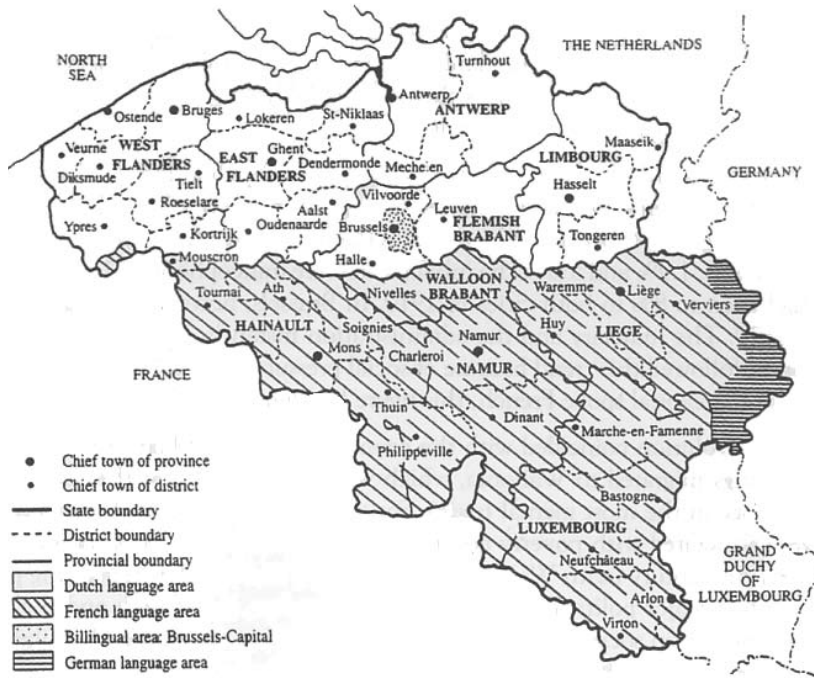 THE NETHERLANDS
NORTH
SEA
Turnhout
Antwerp
ANTWERP
Ostende
Bruges
Lokeren
St-Niklaas
WEST
FLANDERS
EAST
FLANDERS
Ghent
Dendermonde
Mechelen
LIMBOURG
Maaseik
Veurne
Diksmude
Tielt
Hasselt
GERMANY
Vilvoorde
Roeselare
Aalst
Leuven
FLEMISH
BRABANT
Ypres
Kortrijk
Oudenaarde
Brussels
Tongeren
Halle
Mouscron
WALLOON
BRABANT
Tournai
Ath
Nivelles
Waremme
Liège
Verviers
HAINAULT
Soignies
Huy
LIEGE
Mons
Namur
NAMUR
Charleroi
FRANCE
Thuin
Dinant
Marche-en-Famenne
Philippeville
Bastogne
LUXEMBOURG
Neufchâteau
GRAND
DUCHY
OF
LUXEMBOURG
Arlon
Virton
Chief town of province
Chief town of district
State boundary
District boundary
Provincial boundary
Dutch language area
French language area
Billingual area: Brussels-Capital
German language area